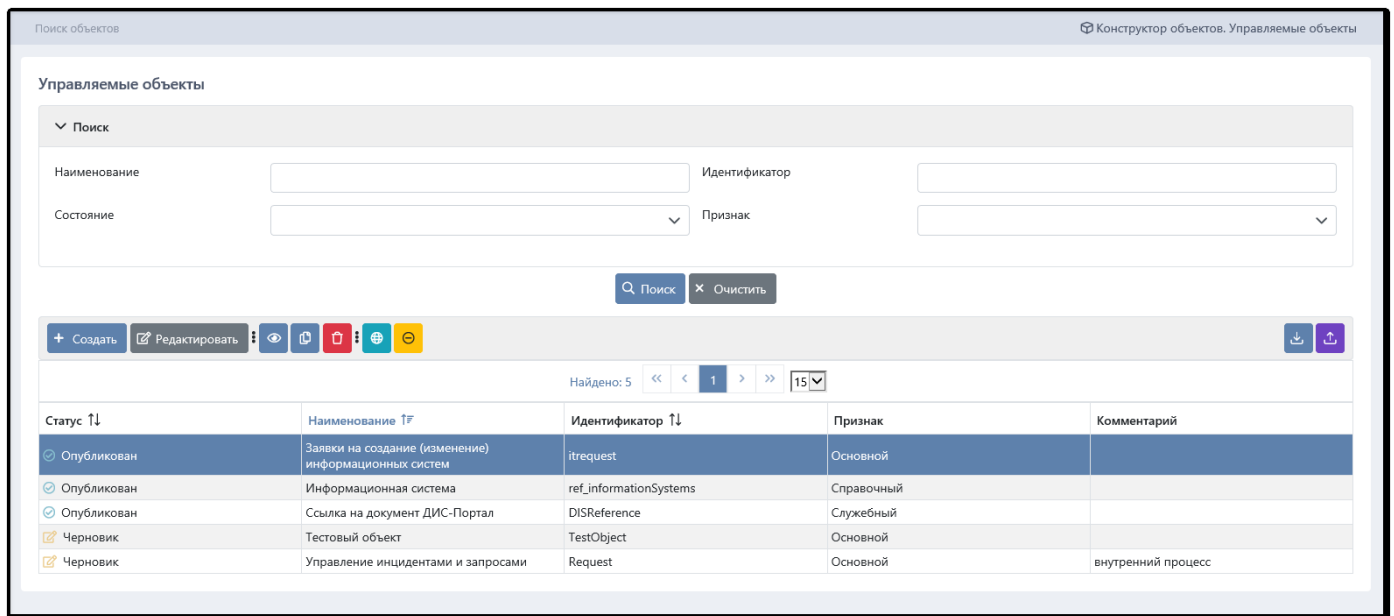 Поиск объектов
Конструктор объектов. Управляемые объекты
Управляемые объекты
Поиск
Наименование
Идентификатор
Состояние
Признак
Поиск
Очистить
Создать
Редактировать
Найдено: 5
1
15
Статус
Наименование
Идентификатор
Признак
Комментарий
Опубликован
Заявки на создание (изменение)
информационных систем
itrequest
Основной
Опубликован
Информационная система
ref_informationSystems
Справочный
Опубликован
Ссылка на документ ДИС-Портал
DISReference
Служебный
Черновик
Тестовый объект
TestObject
Основной
Черновик
Управление инцидентами и запросами
Request
Основной
внутренний процесс